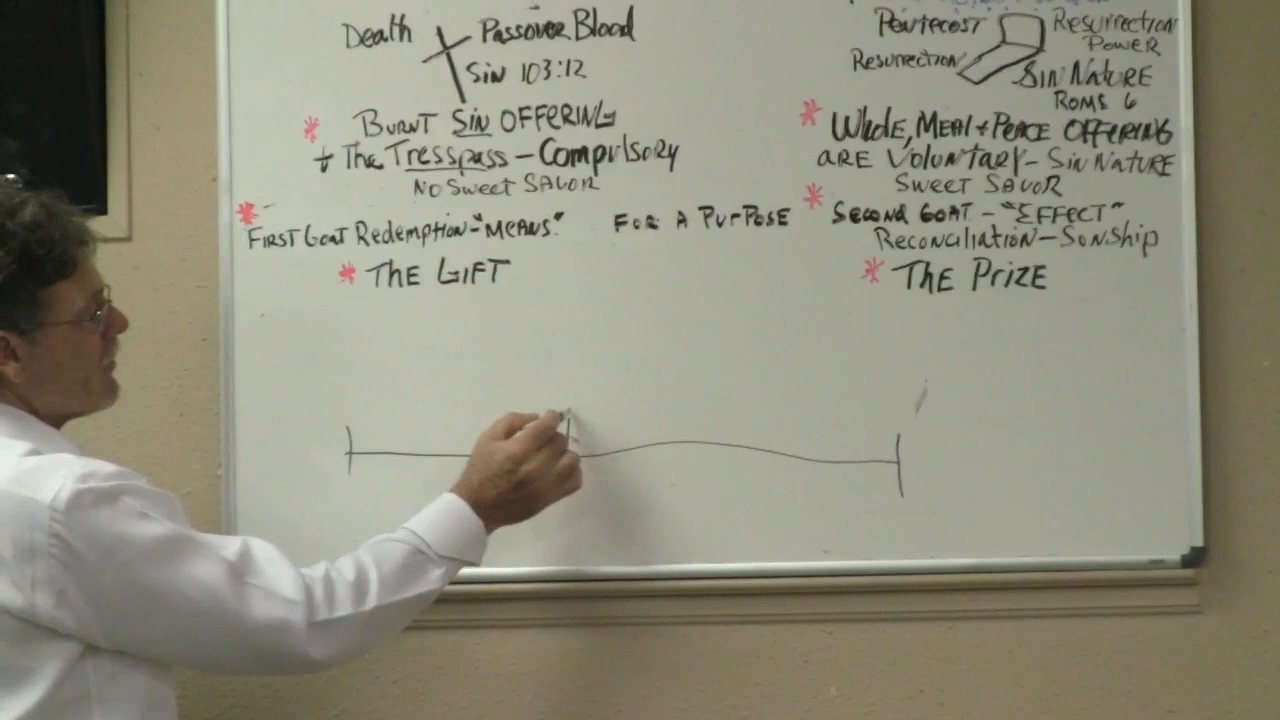 Death Passover Blood
Sin 103:12
* Burnt Sin Offering
+ The Tresspass - Compulsory
No Sweet Savor
* First Goat Redemption - "Means"
For A Purpose
* The Gift
Pentecost Resurrection
Power
Resurrection
Sin Nature
Roms 6
* Whole, Meal + Peace Offering
are Voluntary - Sin Nature
Sweet Savor
* Second Goat - "Effect"
Reconciliation - Sonship
* The Prize